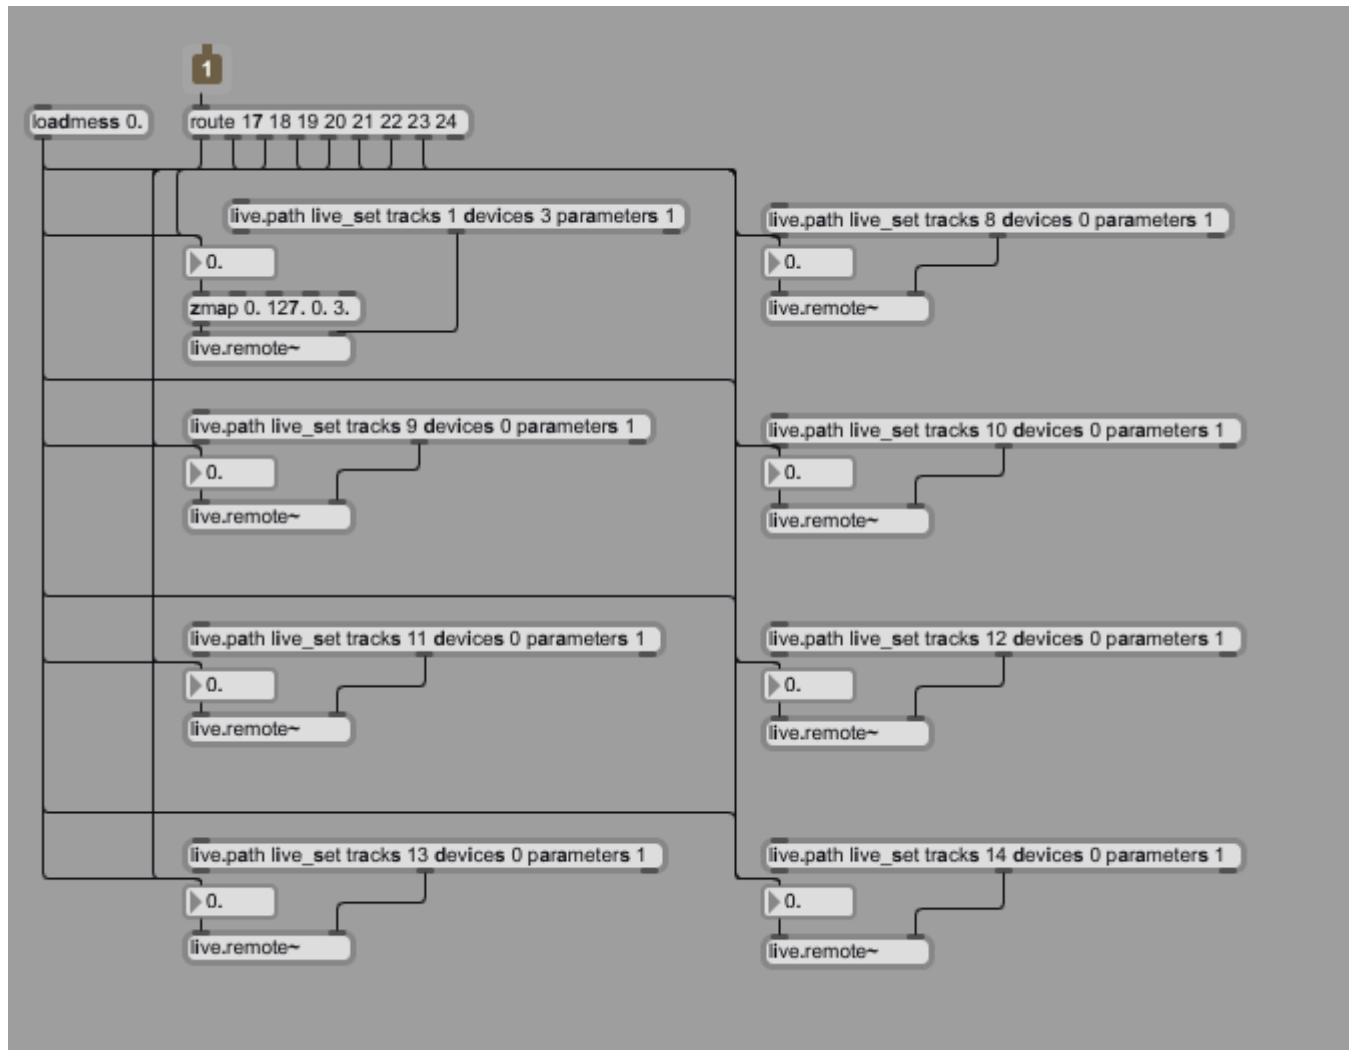 1
loadmess 0.
route 17 18 19 20 21 22 23 24
live.path live_set tracks 1 devices 3 parameters 1
live.path live_set tracks 8 devices 0 parameters 1
0.
0.
zmap 0. 127. 0. 3.
live.remote~
live.remote~
live.path live_set tracks 9 devices 0 parameters 1
live.path live_set tracks 10 devices 0 parameters 1
0.
0.
live.remote~
live.remote~
live.path live_set tracks 11 devices 0 parameters 1
live.path live_set tracks 12 devices 0 parameters 1
0.
0.
live.remote~
live.remote~
live.path live_set tracks 13 devices 0 parameters 1
live.path live_set tracks 14 devices 0 parameters 1
0.
0.
live.remote~
live.remote~